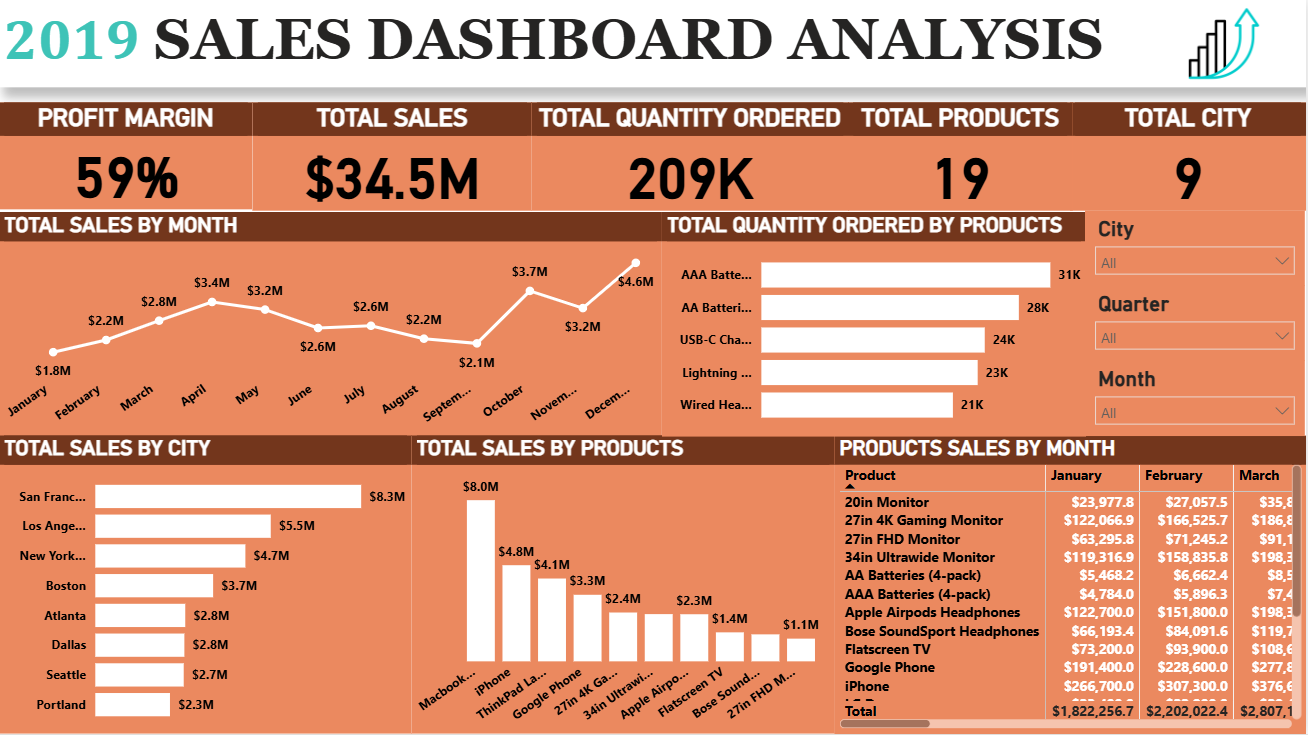 2019 SALES DASHBOARD ANALYSIS
PROFIT MARGIN
59%
TOTAL SALES
$34.5M
TOTAL QUANTITY ORDERED
209K
TOTAL PRODUCTS
19
TOTAL CITY
9
TOTAL SALES BY MONTH
$1.8M
$2.2M
$2.8M
$3.4M
$3.2M
$2.6M
$2.6M
$2.2M
$2.1M
$3.7M
$3.2M
$4.6M
January
February
March
April
May
June
July
August
Septem...
October
Novem...
Decem...
TOTAL QUANTITY ORDERED BY PRODUCTS
AAA Batte... 31K
AA Batteri... 28K
USB-C Cha... 24K
Lightning ... 23K
Wired Hea... 21K
City
All
Quarter
All
Month
All
TOTAL SALES BY CITY
San Franc... $8.3M
Los Ange... $5.5M
New York... $4.7M
Boston $3.7M
Atlanta $2.8M
Dallas $2.8M
Seattle $2.7M
Portland $2.3M
TOTAL SALES BY PRODUCTS
$8.0M
$4.8M
$4.1M
$3.3M
$2.4M
$2.3M
$1.4M
$1.1M
Macbook...
iPhone
ThinkPad La...
Google Phone
27in 4K Ga...
34in Ultrawi...
Apple Airpo...
Flatscreen TV
Bose Sound...
27in FHD M...
PRODUCTS SALES BY MONTH
Product January February March
20in Monitor $23,977.8 $27,057.5 $35,8
27in 4K Gaming Monitor $122,066.9 $166,525.7 $186,8
27in FHD Monitor $63,295.8 $71,245.2 $91,1
34in Ultrawide Monitor $119,316.9 $158,835.8 $198,3
AA Batteries (4-pack) $5,468.2 $6,662.4 $8,5
AAA Batteries (4-pack) $4,784.0 $5,896.3 $7,4
Apple Airpods Headphones $122,700.0 $151,800.0 $198,3
Bose SoundSport Headphones $66,193.4 $84,091.6 $119,7
Flatscreen TV $73,200.0 $93,900.0 $108,6
Google Phone $191,400.0 $228,600.0 $277,8
iPhone $266,700.0 $307,300.0 $376,6
Total $1,822,256.7 $2,202,022.4 $2,807,1